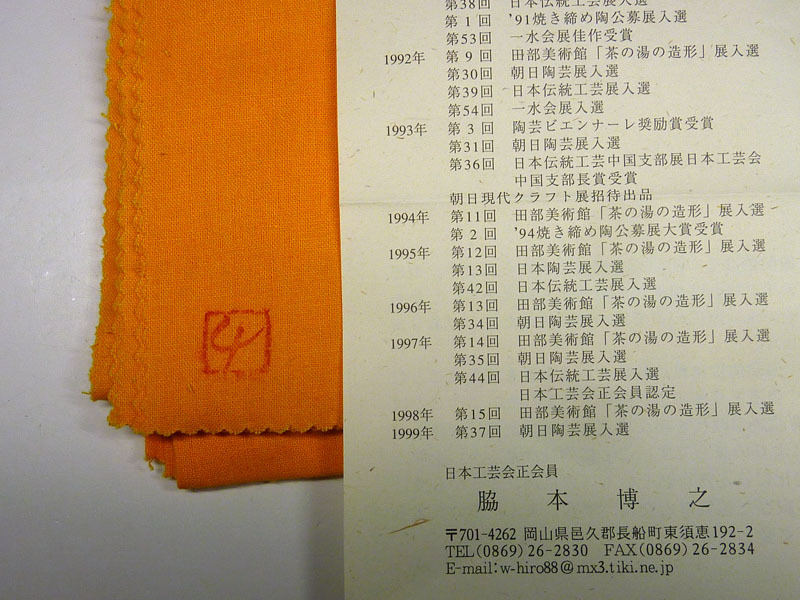 第38回 日本伝統工芸展入選
第 1 回 '91焼き締め陶公募展入選
第53回 一水会展佳作受賞
1992年 第 9 回 田部美術館「茶の湯の造形」展入選
第30回 朝日陶芸展入選
第39回 日本伝統工芸展入選
第54回 一水会展入選
1993年 第 3 回 陶芸ビエンナーレ奨励賞受賞
第31回 朝日陶芸展入選
第36回 日本伝統工芸中国支部展日本工芸会
中国支部長賞受賞
朝日現代クラフト展招待出品
1994年 第11回 田部美術館「茶の湯の造形」展入選
第 2 回 '94焼き締め陶公募展大賞受賞
1995年 第12回 田部美術館「茶の湯の造形」展入選
第13回 日本陶芸展入選
第42回 日本伝統工芸展入選
1996年 第13回 田部美術館「茶の湯の造形」展入選
第34回 朝日陶芸展入選
1997年 第14回 田部美術館「茶の湯の造形」展入選
第35回 朝日陶芸展入選
第44回 日本伝統工芸展入選
日本工芸会正会員認定
1998年 第15回 田部美術館「茶の湯の造形」展入選
1999年 第37回 朝日陶芸展入選
日本工芸会正会員
脇本博之
〒701-4262 岡山県邑久郡長船町東須恵192-2
TEL(0869)26-2830 FAX(0869)26-2834
E-mail:w-hiro88@mx3.tiki.ne.jp